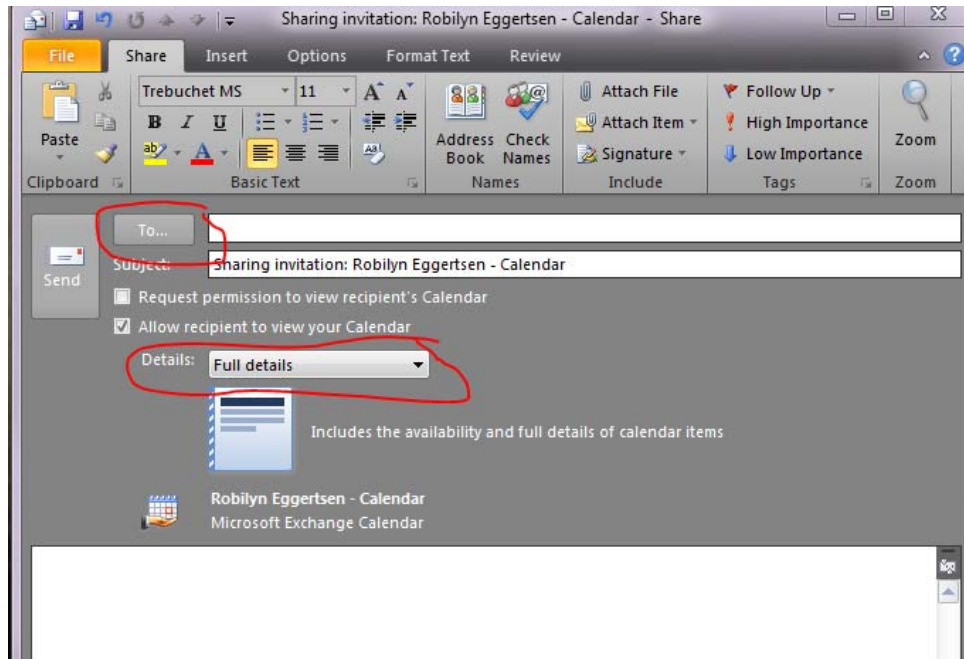 Sharing invitation: Robilyn Eggertsen - Calendar - Share
File Share Insert Options Format Text Review
Paste
Clipboard
Trebuchet MS 11 A A
B I U
ab A
Basic Text
Address Book
Check Names
Names
Attach File
Attach Item
Signature
Include
Follow Up
High Importance
Low Importance
Tags
Zoom
Zoom
Send
To...
Subject: Sharing invitation: Robilyn Eggertsen - Calendar
Request permission to view recipient's Calendar
Allow recipient to view your Calendar
Details: Full details
Includes the availability and full details of calendar items
Robilyn Eggertsen - Calendar
Microsoft Exchange Calendar